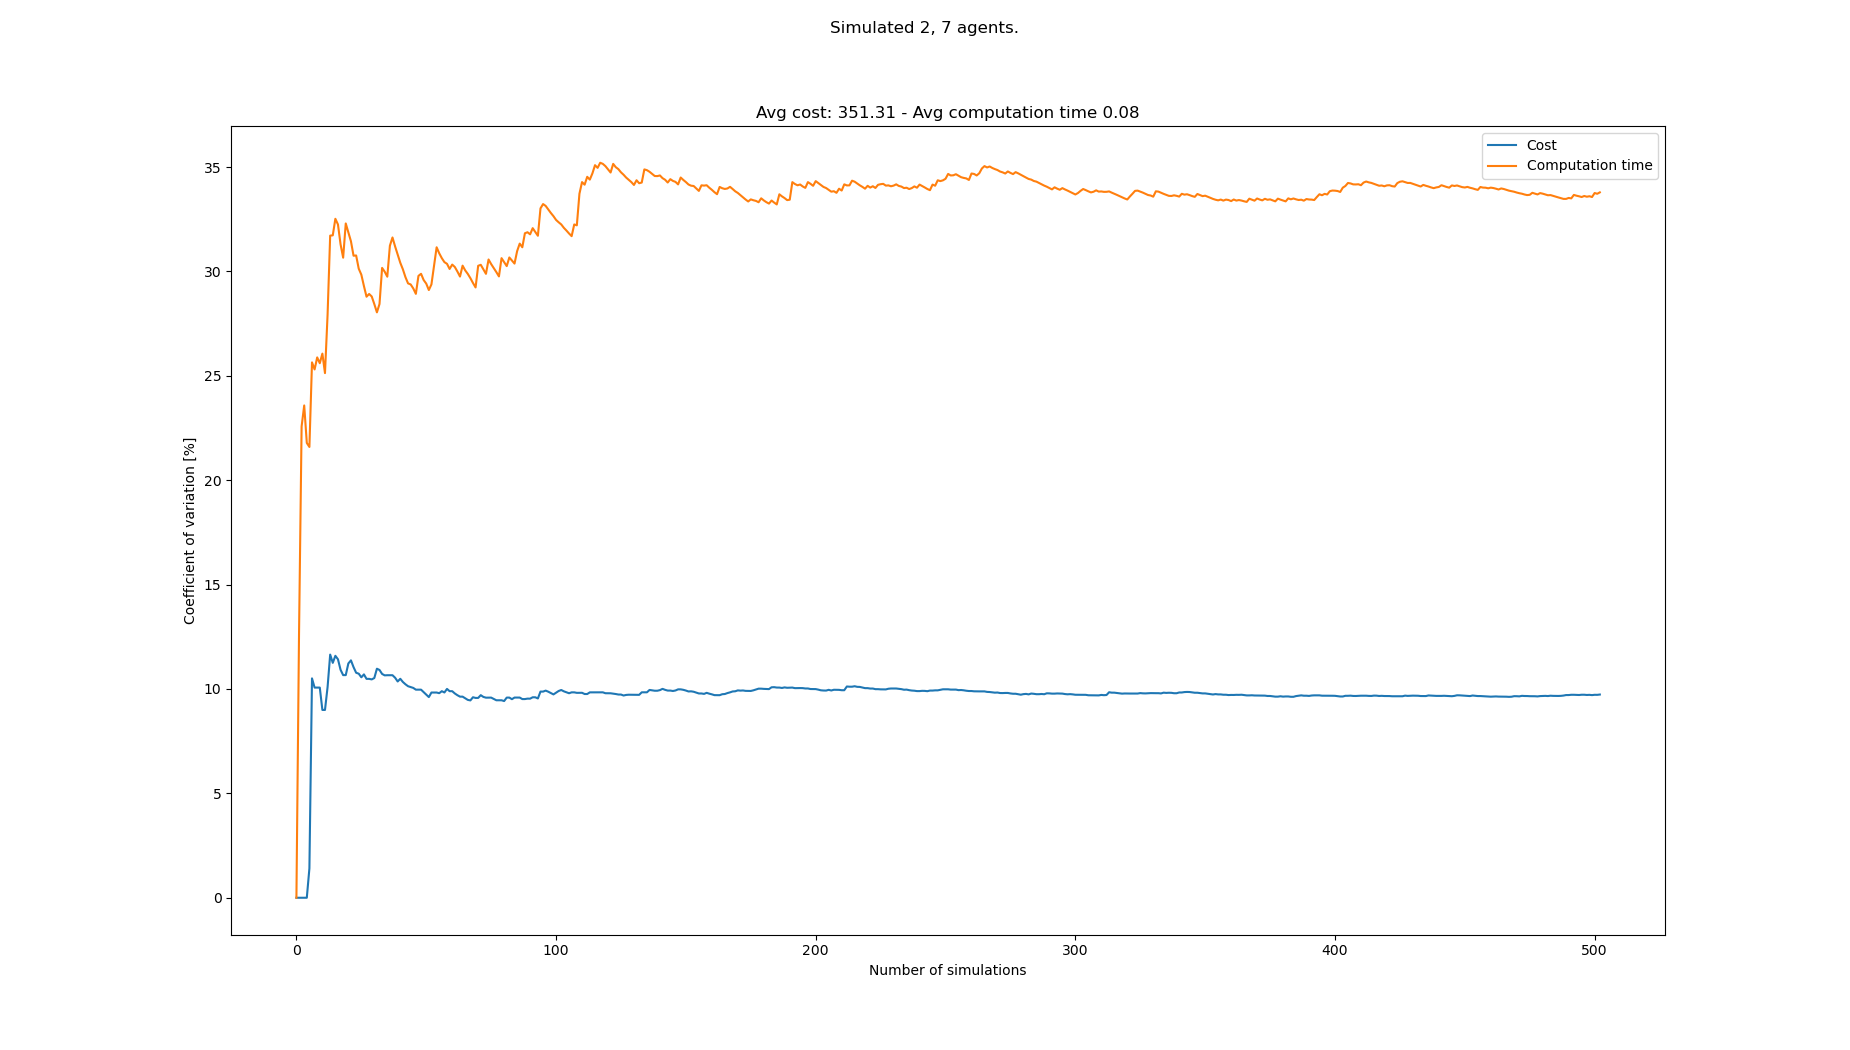 Simulated 2, 7 agents.
Avg cost: 351.31 - Avg computation time 0.08
Cost
Computation time
Coefficient of variation [%]
35
30
25
20
15
10
5
0
0 100 200 300 400 500
Number of simulations